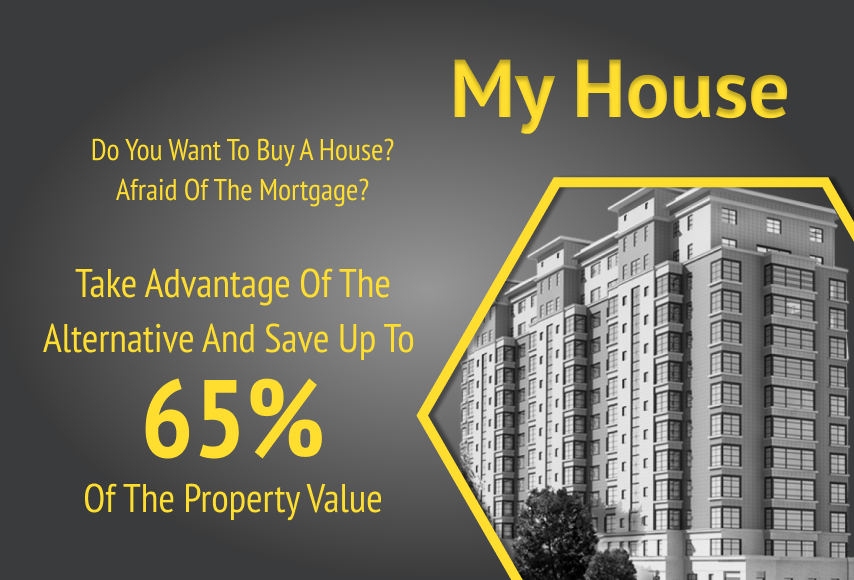 My House
Do You Want To Buy A House?
Afraid Of The Mortgage?
Take Advantage Of The
Alternative And Save Up To
65%
Of The Property Value